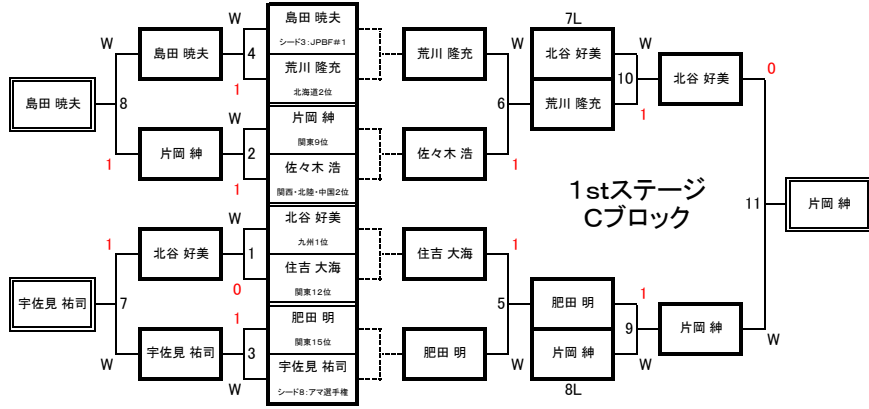 W
島田 暁夫
7L
W
島田 暁夫
4
シード3:JPBF#1
荒川 隆充
W
北谷 好美
W
荒川 隆充
10
北谷 好美
0
島田 暁夫
8
1
北海道2位
6
荒川 隆充
1
W
片岡 紳
1
片岡 紳
2
関東9位
佐々木 浩
1
佐々木 浩
1
関西・北陸・中国2位
1stステージ
Cブロック
11
片岡 紳
W
北谷 好美
1
北谷 好美
1
九州1位
住吉 大海
1
住吉 大海
0
関東12位
宇佐見 祐司
7
1
肥田 明
5
肥田 明
1
関東15位
9
片岡 紳
W
宇佐見 祐司
3
宇佐見 祐司
肥田 明
片岡 紳
W
W
シード8:アマ選手権
W
8L
W